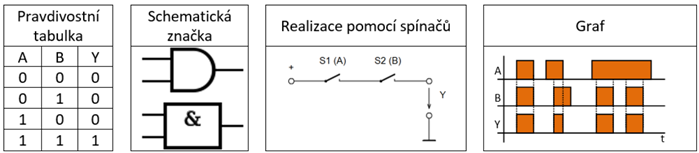 Pravdivostní
tabulka
A B Y
0 0 0
0 1 0
1 0 0
1 1 1
Schematická
značka
&
Realizace pomocí spínačů
S1 (A) S2 (B)
+
Y
Graf
A
B
Y
t